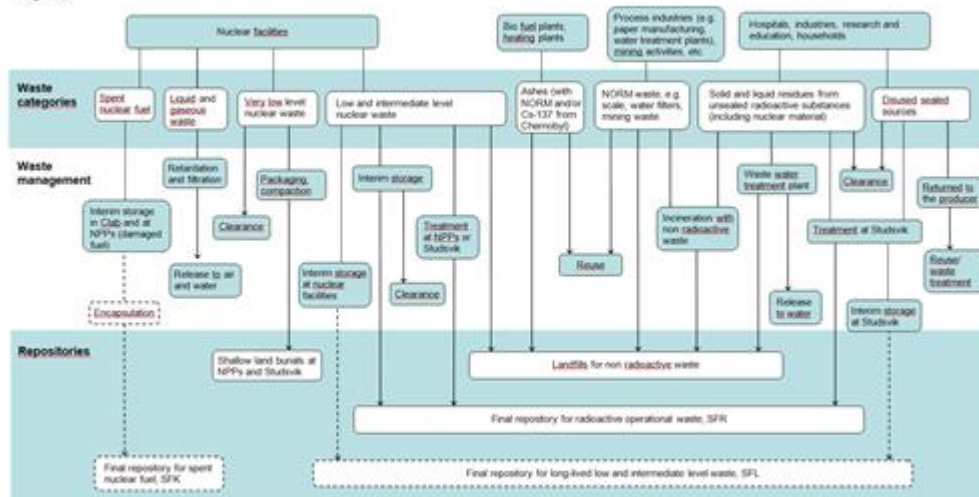 Nuclear facilities
Bio fuel plants,
heating plants
Process industries (e.g.
paper manufacturing,
water treatment plants),
mining activities, etc.
Hospitals, industries, research and
education, households
Waste
categories
Spent
nuclear fuel
Liquid and
gaseous
waste
Very low level
nuclear waste
Low and intermediate level
nuclear waste
Ashes (with
NORM and/or
Cs-137 from
Chernobyl)
NORM waste, e.g.
scale, water filters,
mining waste
Solid and liquid residues from
unsealed radioactive substances
(including nuclear material)
Disused sealed
sources
Waste
management
Retardation
and filtration
Packaging,
compaction
Interim storage
Waste water
treatment plant
Clearance
Returned to
the producer
Interim storage
in Clab and at
NPPs (damaged
fuel)
Clearance
Treatment
at NPPs or
Studsvik
Incineration with
non radioactive
waste
Treatment at Studsvik
Release to air
and water
Interim storage
at nuclear
facilities
Clearance
Reuse
Reuse/
waste
treatment
Release
to water
Interim storage
at Studsvik
Encapsulation
Repositories
Shallow land burials at
NPPs and Studsvik
Landfills for non radioactive waste
Final repository for radioactive operational waste, SFR
Final repository for spent
nuclear fuel, SFK
Final repository for long-lived low and intermediate level waste, SFL